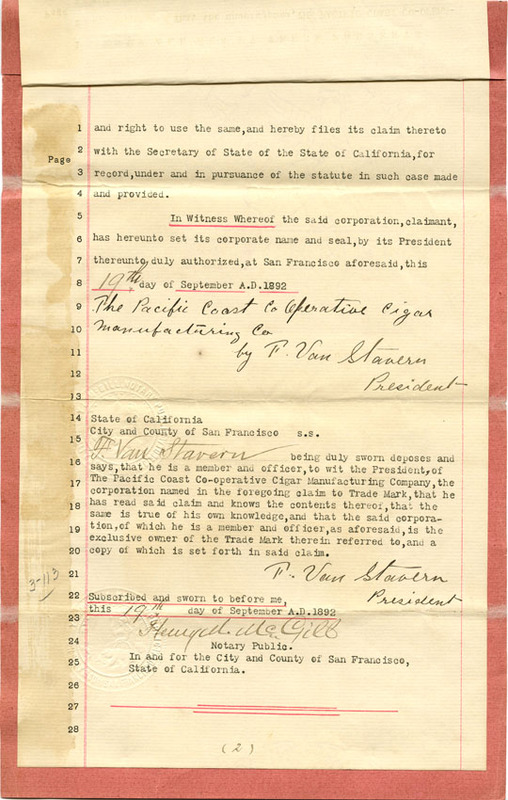 1 and right to use the same,and hereby files its claim thereto
Page 2 with the Secretary of State of the State of California,for
3 record,under and in pursuance of the statute in such case made
4 and provided.
5 In Witness Whereof the said corporation,claimant,
6 has hereunto set its corporate name and seal,by its President
7 thereunto duly authorized,at San Francisco aforesaid,this
8 19th day of September A.D.1892
9 The Pacific Coast Co Operative Cigar
10 Manufacturing Co
11 by F. Van Stavern
12 President
13
14 State of California
City and County of San Francisco s.s.
15
F. Van Stavern being duly sworn deposes and
16 says,that he is a member and officer,to wit the President,of
17 The Pacific Coast Co-operative Cigar Manufacturing Company,the
corporation named in the foregoing claim to Trade Mark,that he
18 has read said claim and knows the contents thereof,that the
same is true of his own knowledge,and that the said corpora-
19 tion,of which he is a member and officer,as aforesaid,is the
exclusive owner of the Trade Mark therein referred to,and a
20 copy of which is set forth in said claim.
21 F. Van Stavern
3-113
22 Subscribed and sworn to before me, President
this 19th day of September A.D.1892
23
24 Notary Public.
In and for the City and County of San Francisco,
25 State of California.
26
27
28
(2)